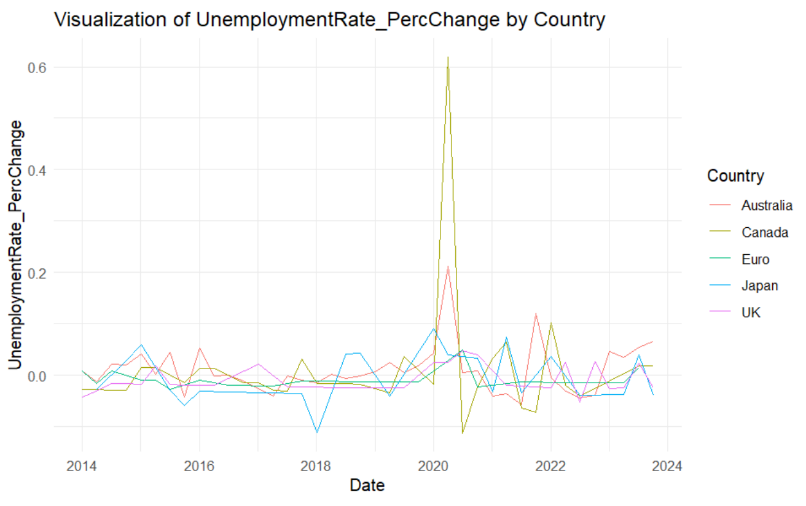 Visualization of UnemploymentRate_PercChange by Country
UnemploymentRate_PercChange
0.6
0.4
0.2
0.0
2014 2016 2018 2020 2022 2024
Date
Country
Australia
Canada
Euro
Japan
UK